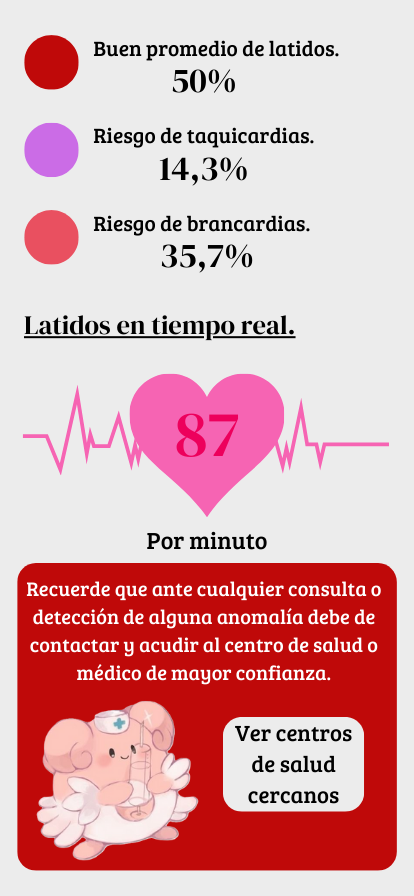 Buen promedio de latidos.
50%
Riesgo de taquicardias.
14,3%
Riesgo de brancardias.
35,7%
Latidos en tiempo real.
87
Por minuto
Recuerde que ante cualquier consulta o
detección de alguna anomalía debe de
contactar y acudir al centro de salud o
médico de mayor confianza.
Ver centros
de salud
cercanos